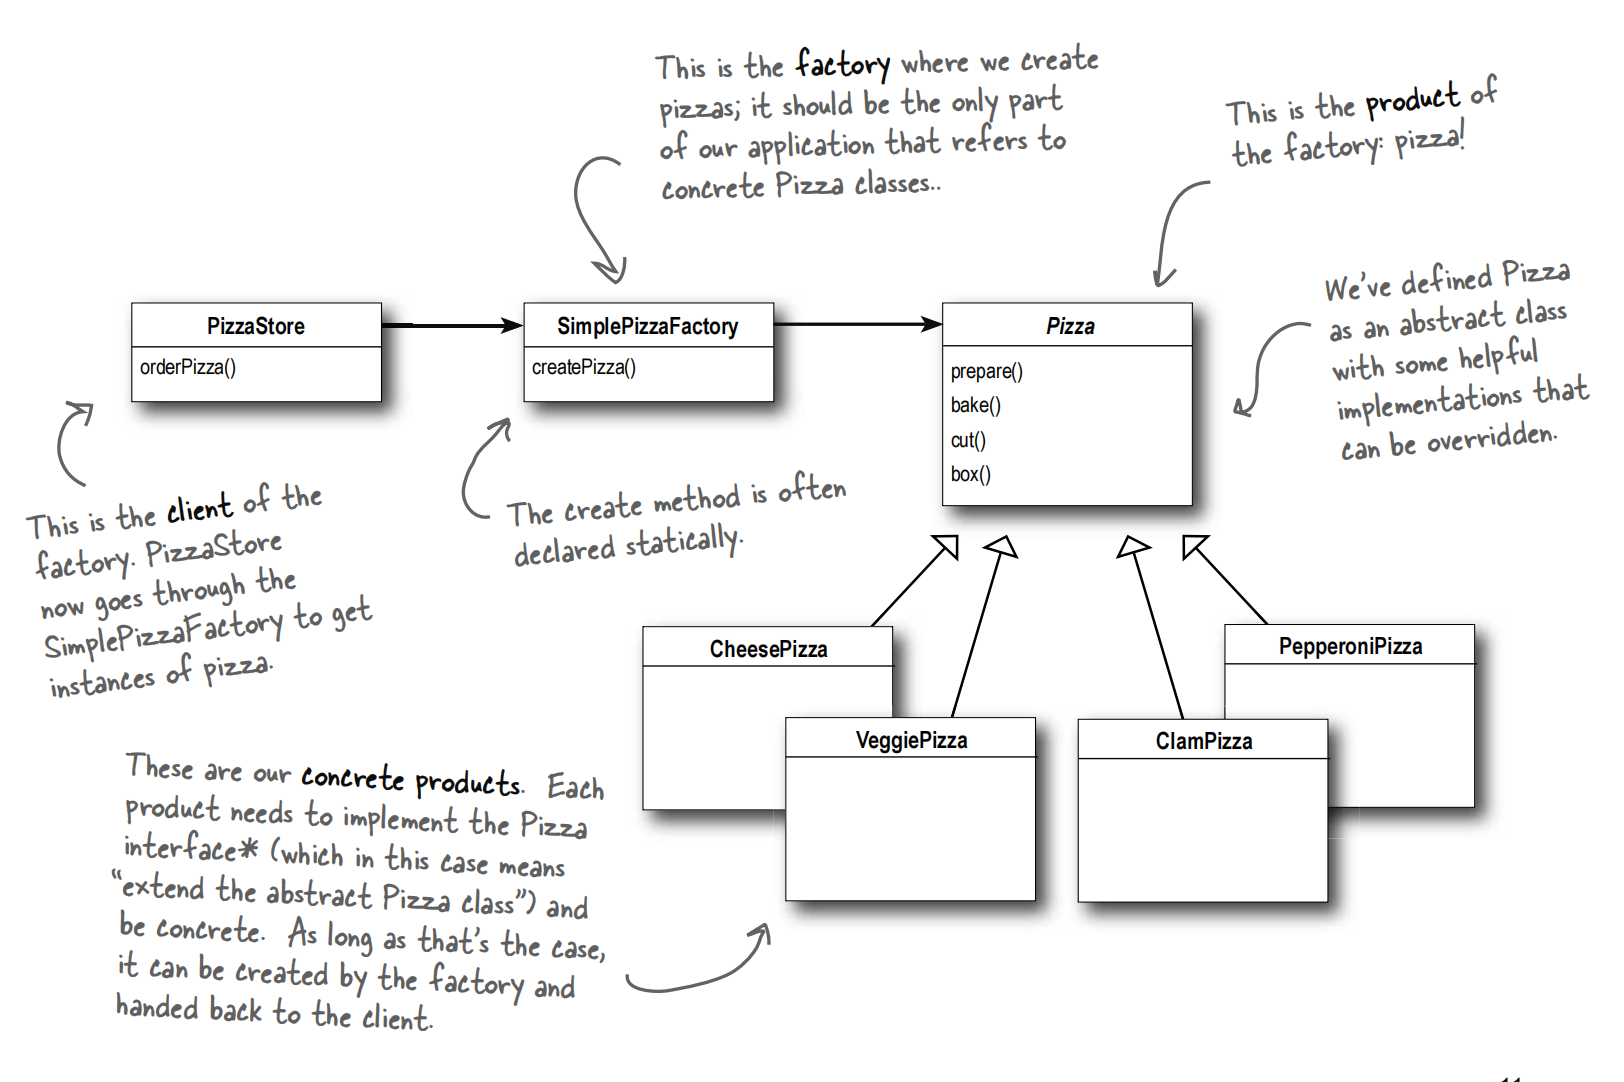 This is the factory where we create
pizzas; it should be the only part
of our application that refers to
concrete Pizza classes..
This is the product of
the factory: pizza!
We've defined Pizza
as an abstract class
with some helpful
implementations that
can be overridden.
PizzaStore
orderPizza()
SimplePizzaFactory
createPizza()
Pizza
prepare()
bake()
cut()
box()
This is the client of the
factory. PizzaStore
now goes through the
SimplePizzaFactory to get
instances of pizza.
The create method is often
declared statically.
CheesePizza
VeggiePizza
ClamPizza
PepperoniPizza
These are our concrete products. Each
product needs to implement the Pizza
interface* (which in this case means
“extend the abstract Pizza class”) and
be concrete. As long as that's the case,
it can be created by the factory and
handed back to the client.